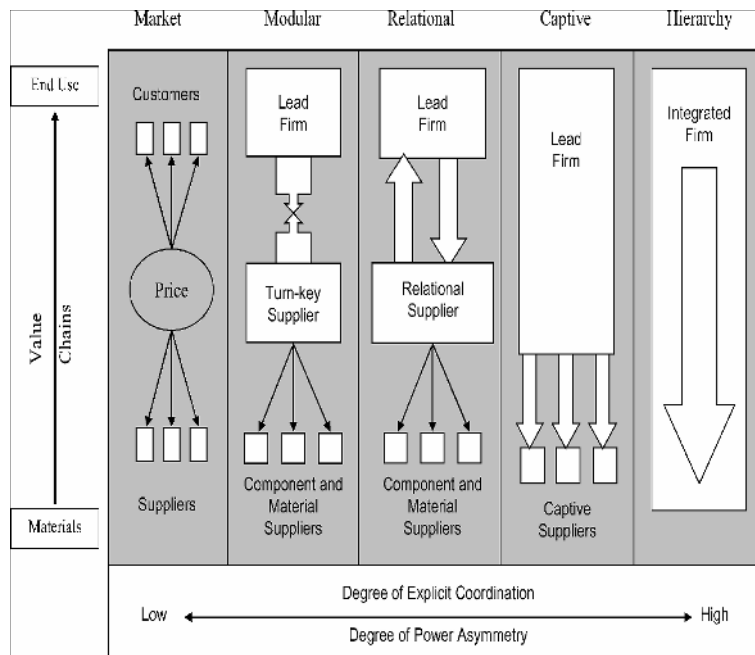 Market
Modular
Relational
Captive
Hierarchy
End Use
Value
Chains
Materials
Customers
Price
Suppliers
Lead
Firm
Turn-key
Supplier
Component and
Material
Suppliers
Lead
Firm
Relational
Supplier
Component and
Material
Suppliers
Lead
Firm
Captive
Suppliers
Integrated
Firm
Degree of Explicit Coordination
Low
High
Degree of Power Asymmetry